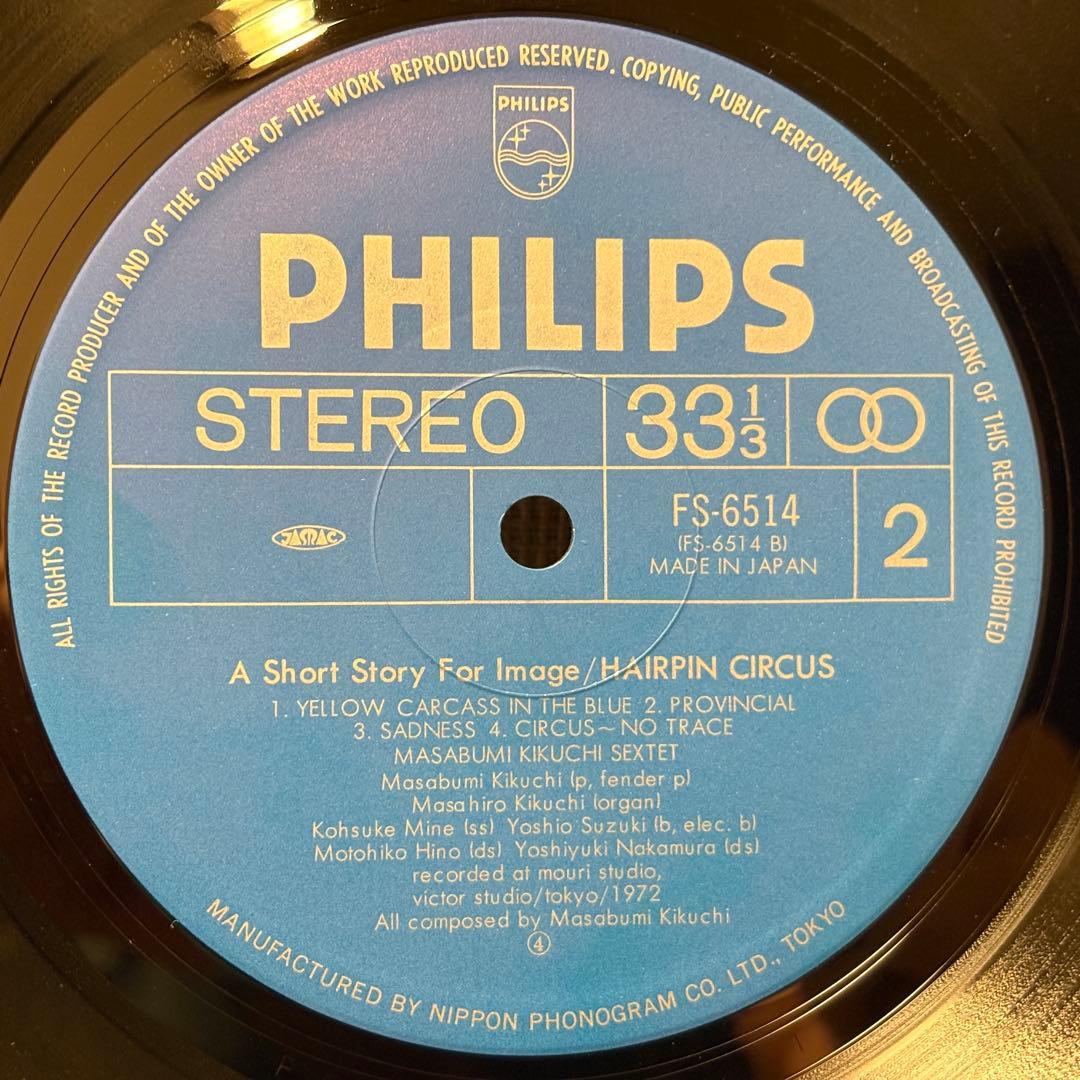 ALL RIGHTS OF THE RECORD PRODUCER AND OF THE OWNER OF THE WORK REPRODUCED RESERVED. COPYING, PUBLIC PERFORMANCE AND BROADCASTING OF THIS RECORD PROHIBITED
PHILIPS
PHILIPS
STEREO 33 1/3
JASRAC
FS-6514
(FS-6514 B)
MADE IN JAPAN
2
A Short Story For Image/HAIRPIN CIRCUS
1. YELLOW CARCASS IN THE BLUE 2. PROVINCIAL
3. SADNESS 4. CIRCUS~NO TRACE
MASABUMI KIKUCHI SEXTET
Masabumi Kikuchi (p, fender p)
Masahiro Kikuchi (organ)
Kohsuke Mine (ss) Yoshio Suzuki (b, elec. b)
Motohiko Hino (ds) Yoshiyuki Nakamura (ds)
recorded at mouri studio,
victor studio/tokyo/1972
All composed by Masabumi Kikuchi
④
MANUFACTURED BY NIPPON PHONOGRAM CO. LTD., TOKYO